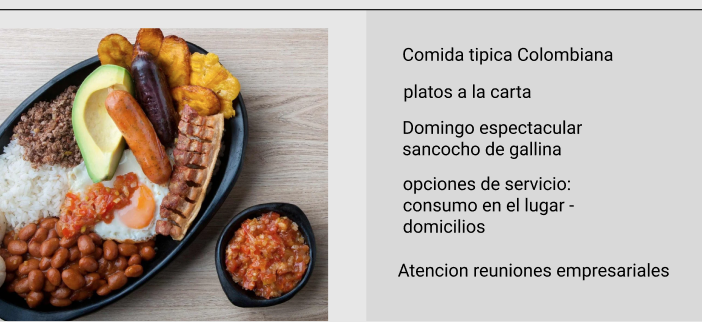 Comida tipica Colombiana
platos a la carta
Domingo espectacular
sancocho de gallina
opciones de servicio:
consumo en el lugar -
domicilios
Atencion reuniones empresariales